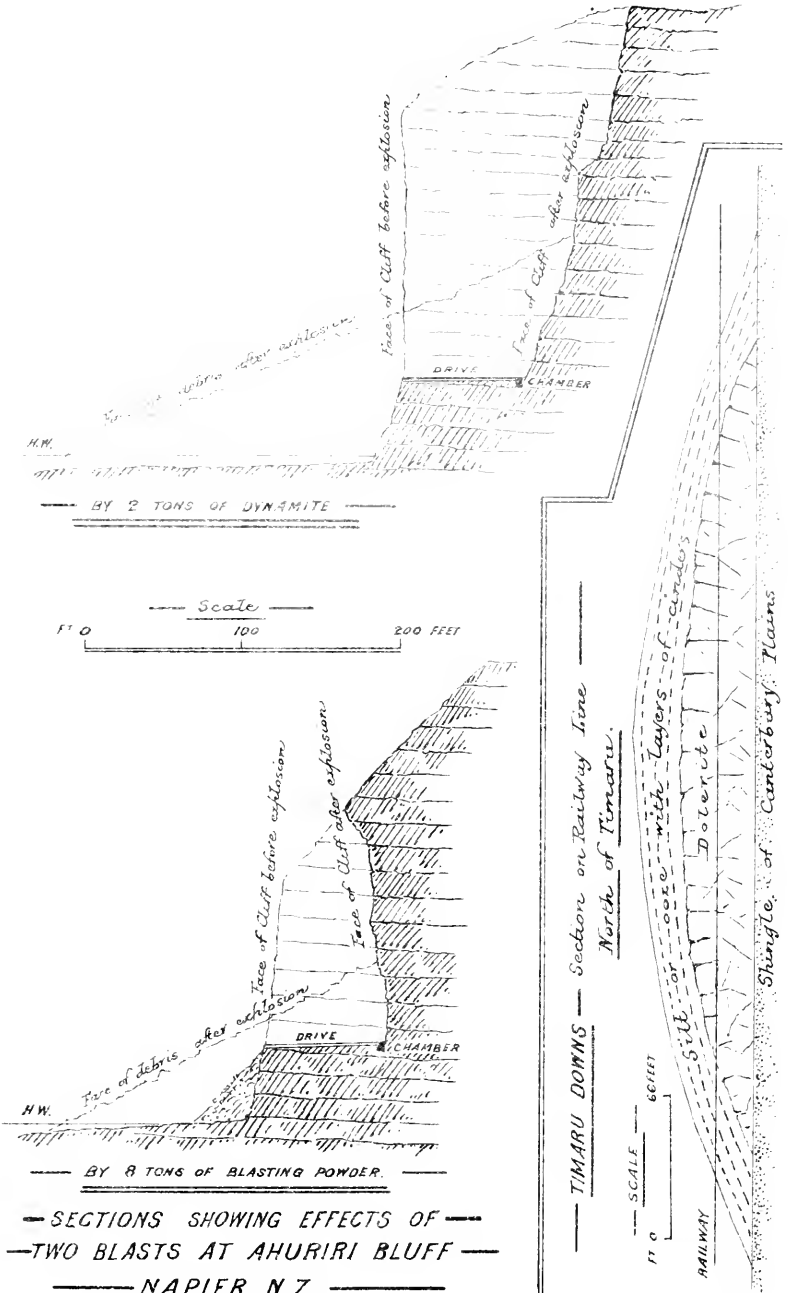 Face of Cliff before explosion
Face of Cliff after explosion
debris after explosion
DRIVE
CHAMBER
H.W.
BY 2 TONS OF DYNAMITE
Scale
FT 0 100 200 FEET
Face of Cliff before explosion
Face of Cliff after explosion
Face of debris after explosion
DRIVE
CHAMBER
HW.
BY 8 TONS OF BLASTING POWDER.
SECTIONS SHOWING EFFECTS OF
TWO BLASTS AT AHURIRI BLUFF
NAPIER N Z
TIMARU DOWNS — Section on Railway Line
North of Timaru.
SCALE
FT 0 66 FEET
RAILWAY
Silt or ooze with layers of cinders
Dolerite
Shingle of Canterbury Plains